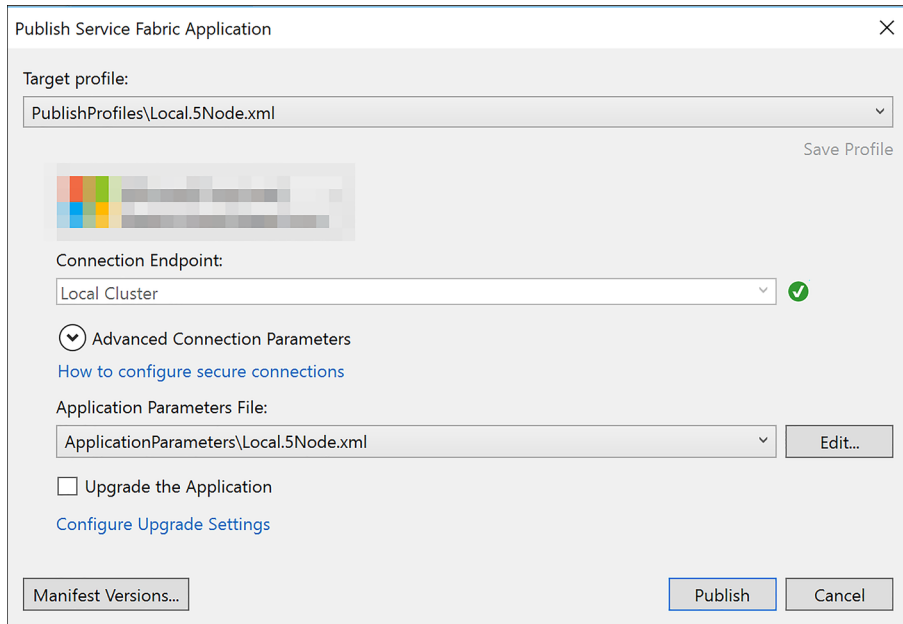 Publish Service Fabric Application
Target profile:
PublishProfiles\Local.5Node.xml
Save Profile
Connection Endpoint:
Local Cluster
Advanced Connection Parameters
How to configure secure connections
Application Parameters File:
ApplicationParameters\Local.5Node.xml
Edit...
Upgrade the Application
Configure Upgrade Settings
Manifest Versions... Publish Cancel